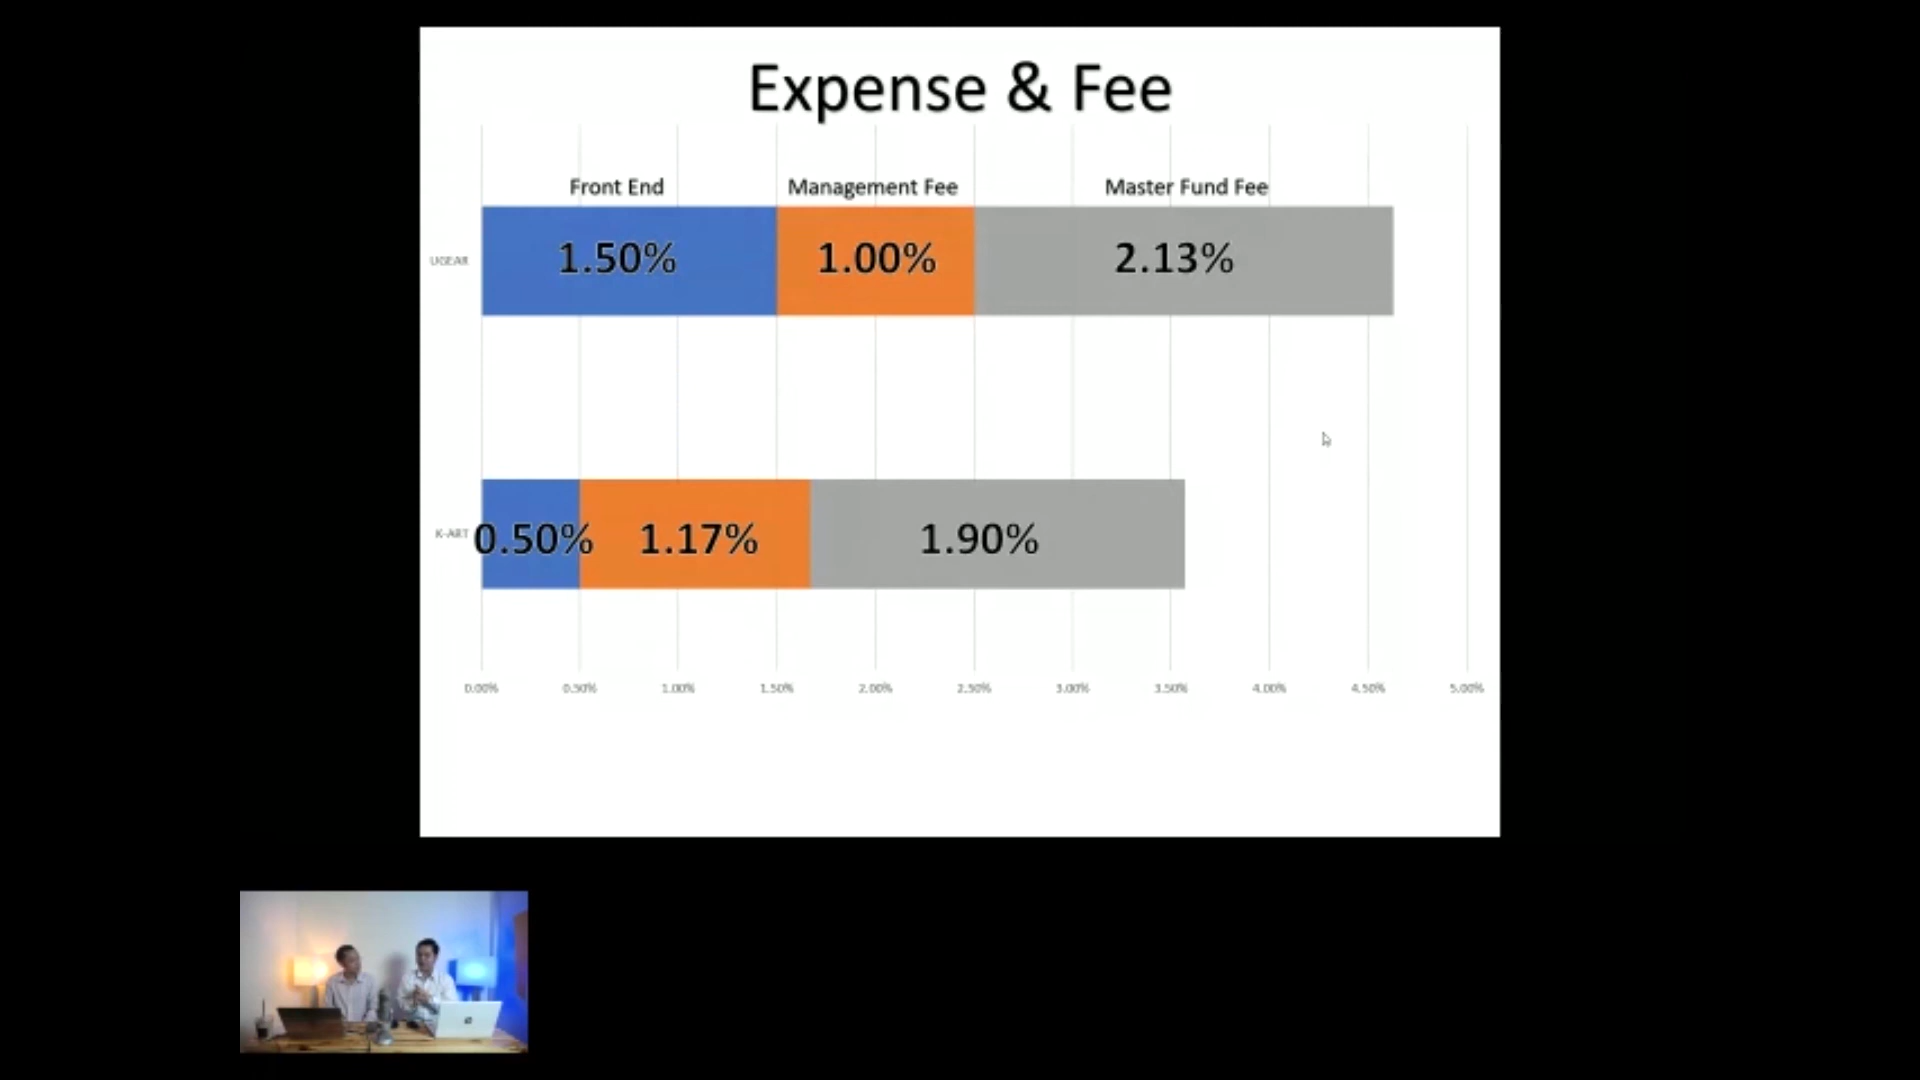 Expense & Fee
Front End Management Fee Master Fund Fee
UGEAR 1.50% 1.00% 2.13%
K-ART 0.50% 1.17% 1.90%
0.00% 0.50% 1.00% 1.50% 2.00% 2.50% 3.00% 3.50% 4.00% 4.50% 5.00%